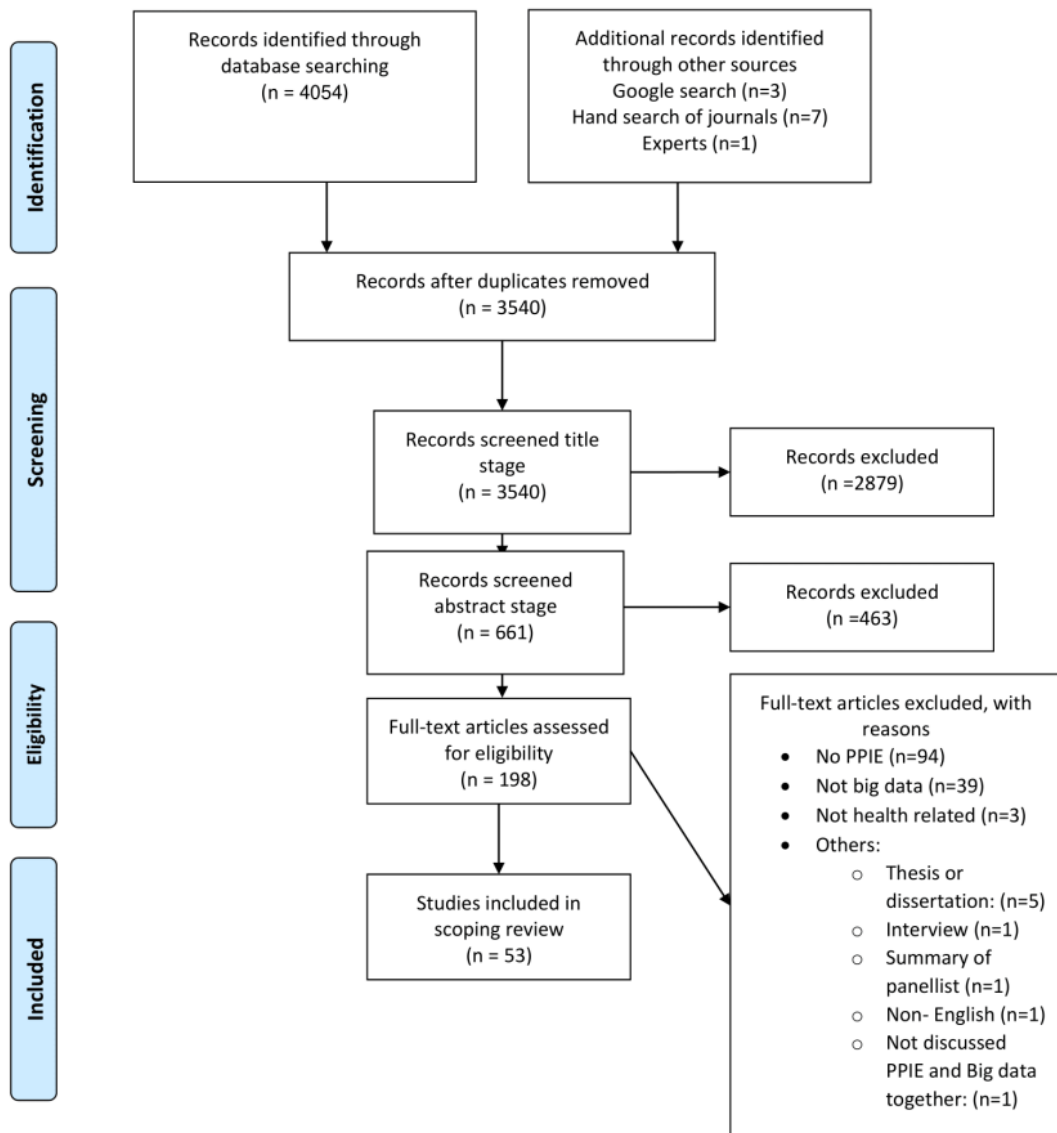 Identification
Records identified through
database searching
(n = 4054)
Additional records identified
through other sources
Google search (n=3)
Hand search of journals (n=7)
Experts (n=1)
Records after duplicates removed
(n = 3540)
Screening
Records screened title
stage
(n = 3540)
Records excluded
(n =2879)
Records screened
abstract stage
(n = 661)
Records excluded
(n =463)
Eligibility
Full-text articles assessed
for eligibility
(n = 198)
Full-text articles excluded, with
reasons
• No PPIE (n=94)
• Not big data (n=39)
• Not health related (n=3)
• Others:
o Thesis or
dissertation: (n=5)
o Interview (n=1)
o Summary of
panellist (n=1)
o Non- English (n=1)
o Not discussed
PPIE and Big data
together: (n=1)
Included
Studies included in
scoping review
(n = 53)